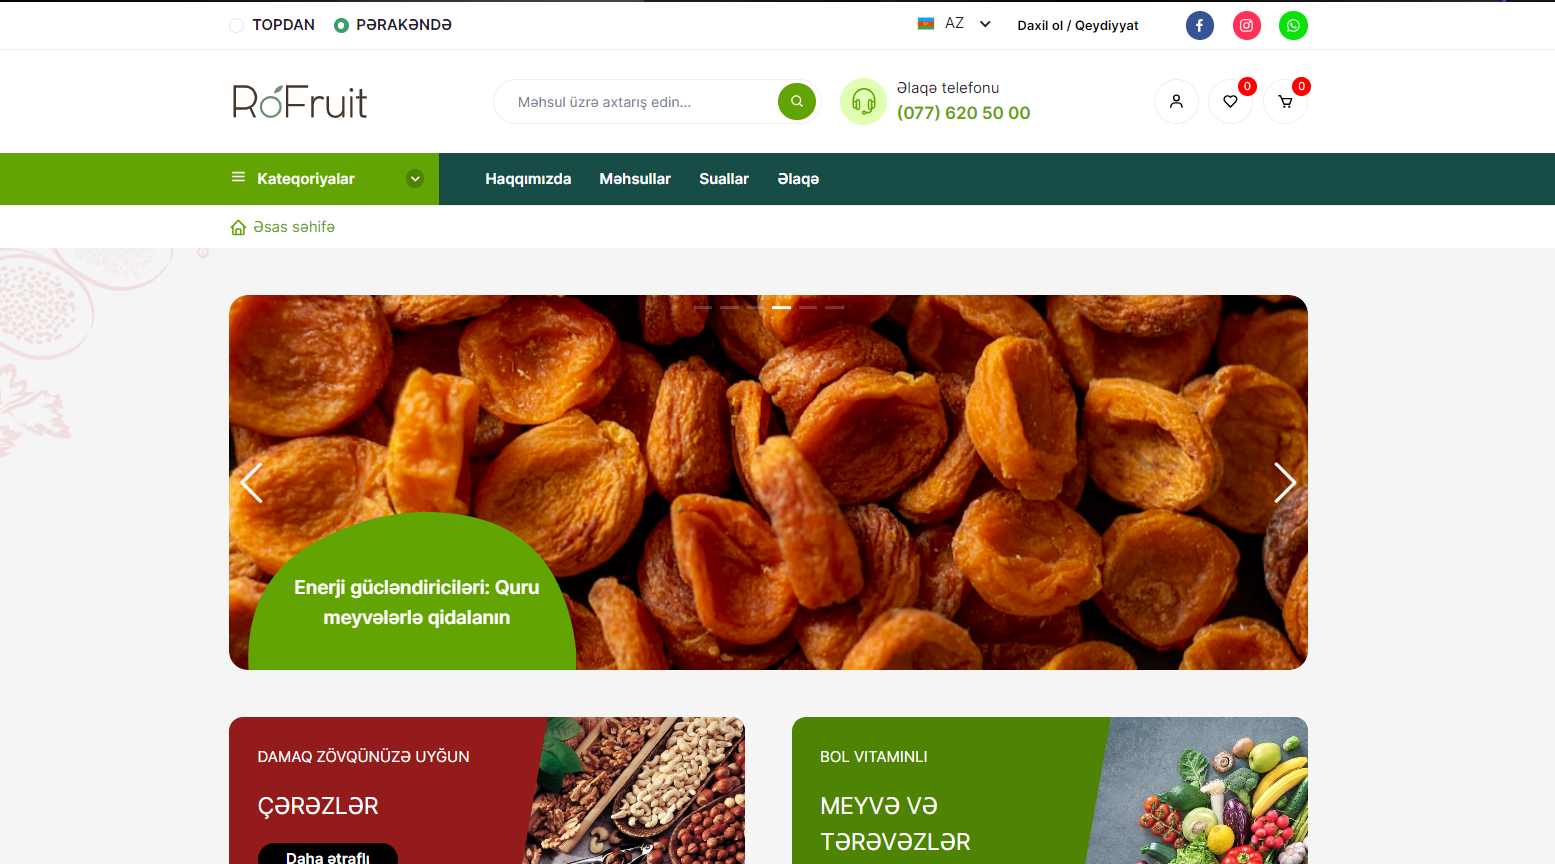 TOPDAN PƏRAKƏNDƏ AZ Daxil ol / Qeydiyyat
RoFruit Məhsul üzrə axtarış edin... Əlaqə telefonu 0 0
(077) 620 50 00
Kateqoriyalar Haqqımızda Məhsullar Suallar Əlaqə
Əsas səhifə
Enerji gücləndiriciləri: Quru
meyvələrlə qidalanın
DAMAQ ZÖVQÜNÜZƏ UYĞUN
ÇƏRƏZLƏR
Daha ətraflı
BOL VITAMINLI
MEYVƏ VƏ
TƏRƏVƏZLƏR